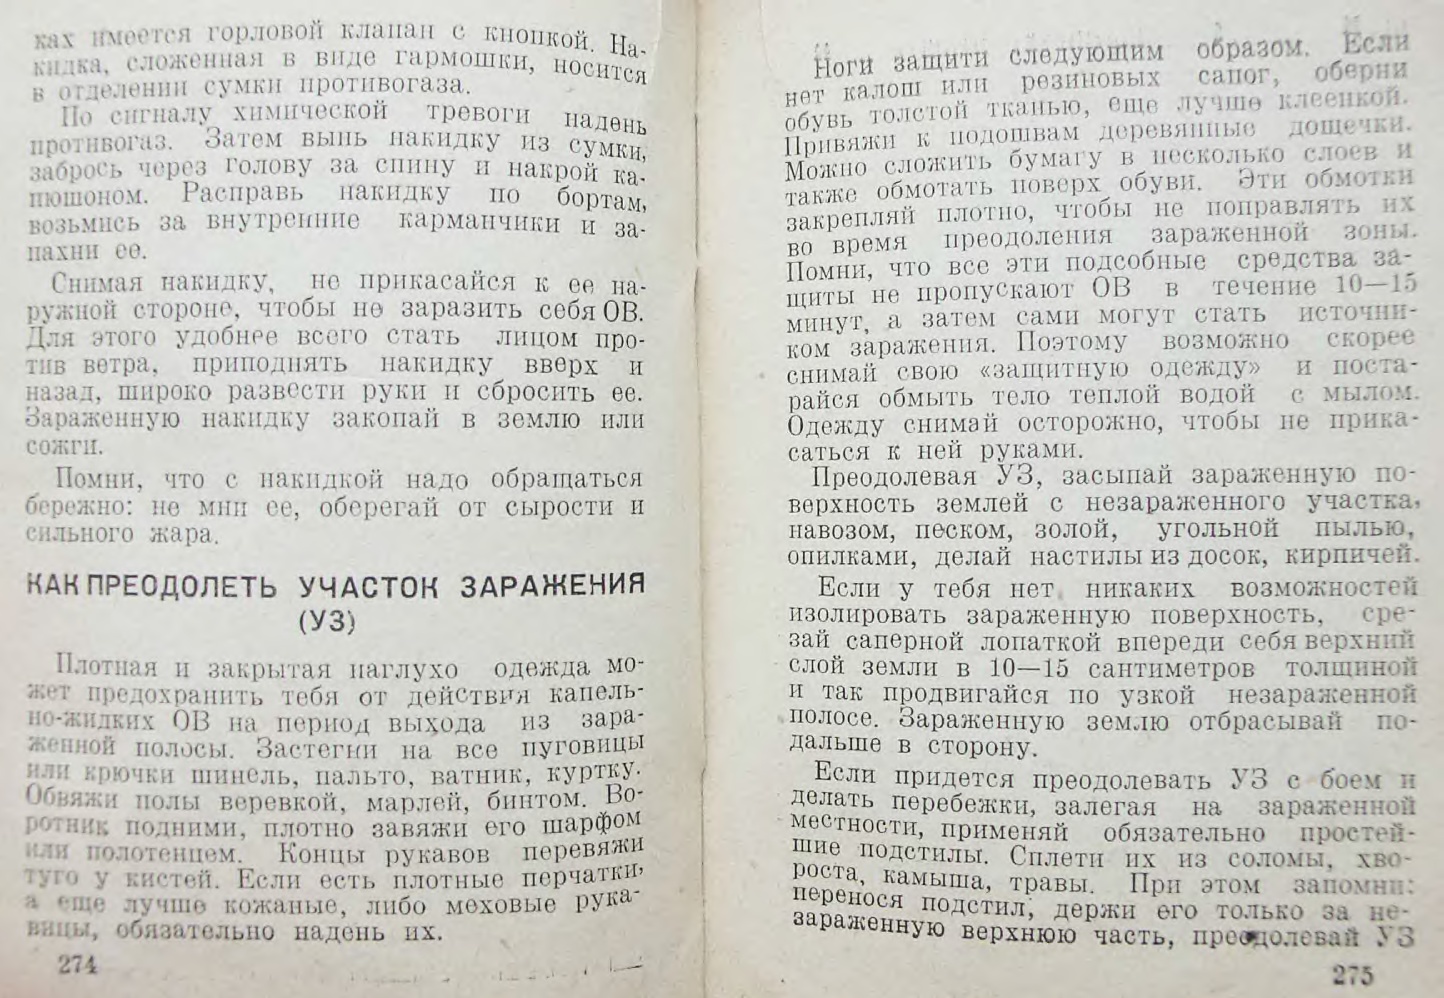 ках имеется горловой клапан с кнопкой. На-
кидка, сложенная в виде гармошки, носится
в отделении сумки противогаза.
По сигналу химической тревоги надень
противогаз. Затем вынь накидку из сумки,
забрось через голову за спину и накрой ка-
пюшоном. Расправь накидку по бортам,
возьмись за внутренние карманчики и за-
пахни ее.
Снимая накидку, не прикасайся к ее на-
ружной стороне, чтобы не заразить себя ОВ.
Для этого удобнее всего стать лицом про-
тив ветра, приподнять накидку вверх и
назад, широко развести руки и сбросить ее.
Зараженную накидку закопай в землю или
сожги.
Помни, что с накидкой надо обращаться
бережно: не мни ее, оберегай от сырости и
сильного жара.
КАК ПРЕОДОЛЕТЬ УЧАСТОК ЗАРАЖЕНИЯ
(УЗ)
Плотная и закрытая наглухо одежда мо-
жет предохранить тебя от действия капель-
но-жидких ОВ на период выхода из зара-
женной полосы. Застегни на все пуговицы
или крючки шинель, пальто, ватник, куртку.
Обвяжи полы веревкой, марлей, бинтом. Во-
ротник подними, плотно завяжи его шарфом
или полотенцем. Концы рукавов перевяжи
туго у кистей. Если есть плотные перчатки,
а еще лучше кожаные, либо меховые рука-
вицы, обязательно надень их.
274
Ноги защити следующим образом. Если
нет калош или резиновых сапог, оберни
обувь толстой тканью, еще лучше клеенкой.
Привяжи к подошвам деревянные дощечки.
Можно сложить бумагу в несколько слоев и
также обмотать поверх обуви. Эти обмотки
закрепляй плотно, чтобы не поправлять их
во время преодоления зараженной зоны.
Помни, что все эти подсобные средства за-
щиты не пропускают ОВ в течение 10—15
минут, а затем сами могут стать источни-
ком заражения. Поэтому возможно скорее
снимай свою «защитную одежду» и поста-
райся обмыть тело теплой водой с мылом.
Одежду снимай осторожно, чтобы не прика-
саться к ней руками.
Преодолевая УЗ, засыпай зараженную по-
верхность землей с незараженного участка,
навозом, песком, золой, угольной пылью,
опилками, делай настилы из досок, кирпичей.
Если у тебя нет никаких возможностей
изолировать зараженную поверхность, сре-
зай саперной лопаткой впереди себя верхний
слой земли в 10—15 сантиметров толщиной
и так продвигайся по узкой незараженной
полосе. Зараженную землю отбрасывай по-
дальше в сторону.
Если придется преодолевать УЗ с боем и
делать перебежки, залегая на зараженной
местности, применяй обязательно простей-
шие подстилы. Сплети их из соломы, хво-
роста, камыша, травы. При этом запомни:
перенося подстил, держи его только за не-
зараженную верхнюю часть, преодолевай УЗ
275